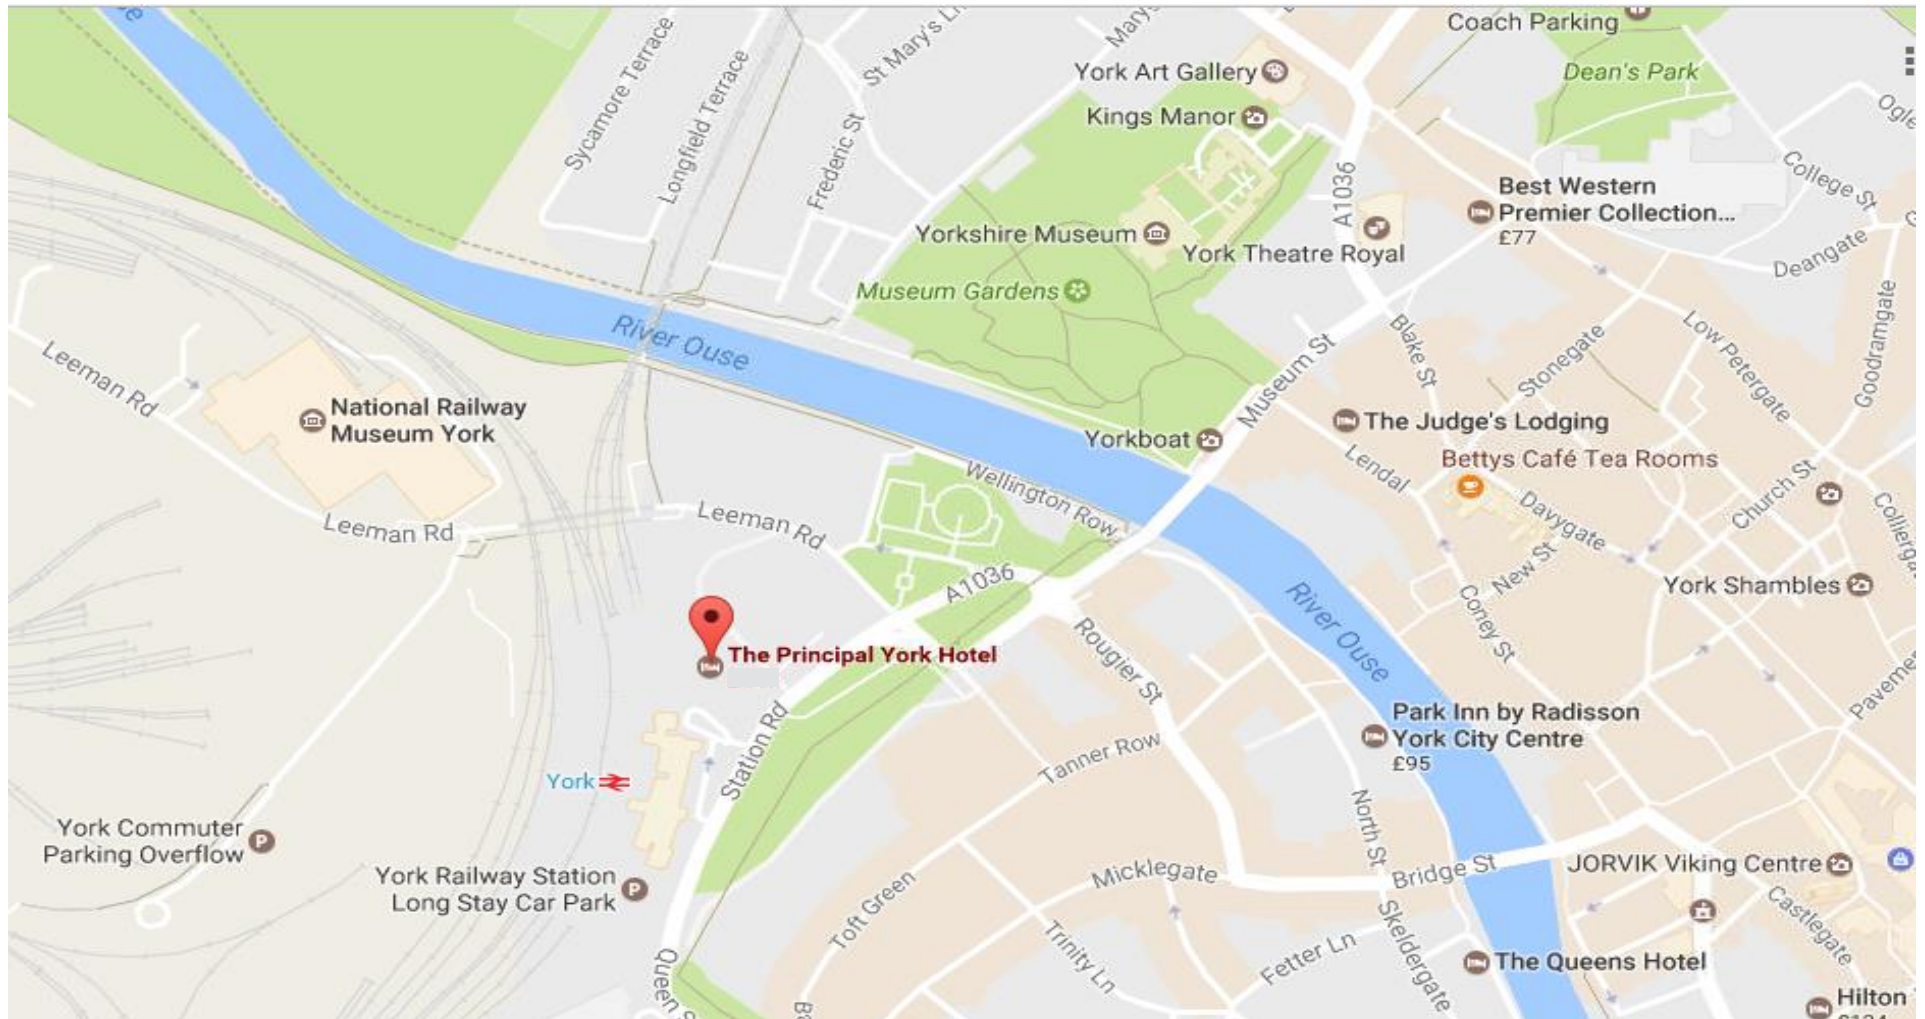 Coach Parking
York Art Gallery
Dean's Park
Kings Manor
St Mary's Ln
Sycamore Terrace
Longfield Terrace
Frederic St
A1036
College St
Best Western
Premier Collection...
£77
Yorkshire Museum
York Theatre Royal
Deangate
Museum Gardens
Goodramgate
River Ouse
Blake St
Stonegate
Low Petergate
Leeman Rd
Museum St
National Railway
Museum York
The Judge's Lodging
Yorkboat
Lendal
Bettys Café Tea Rooms
Wellington Row
Church St
Davygate
Leeman Rd
Leeman Rd
New St
York Shambles
A1036
Coney St
River Ouse
The Principal York Hotel
Rougier St
Park Inn by Radisson
York City Centre
£95
Station Rd
Tanner Row
York
North St
York Commuter
Parking Overflow
Bridge St
JORVIK Viking Centre
Micklegate
York Railway Station
Long Stay Car Park
Toft Green
Castlegate
Skeldergate
Trinity Ln
Fetter Ln
The Queens Hotel
Queen S
Hilton